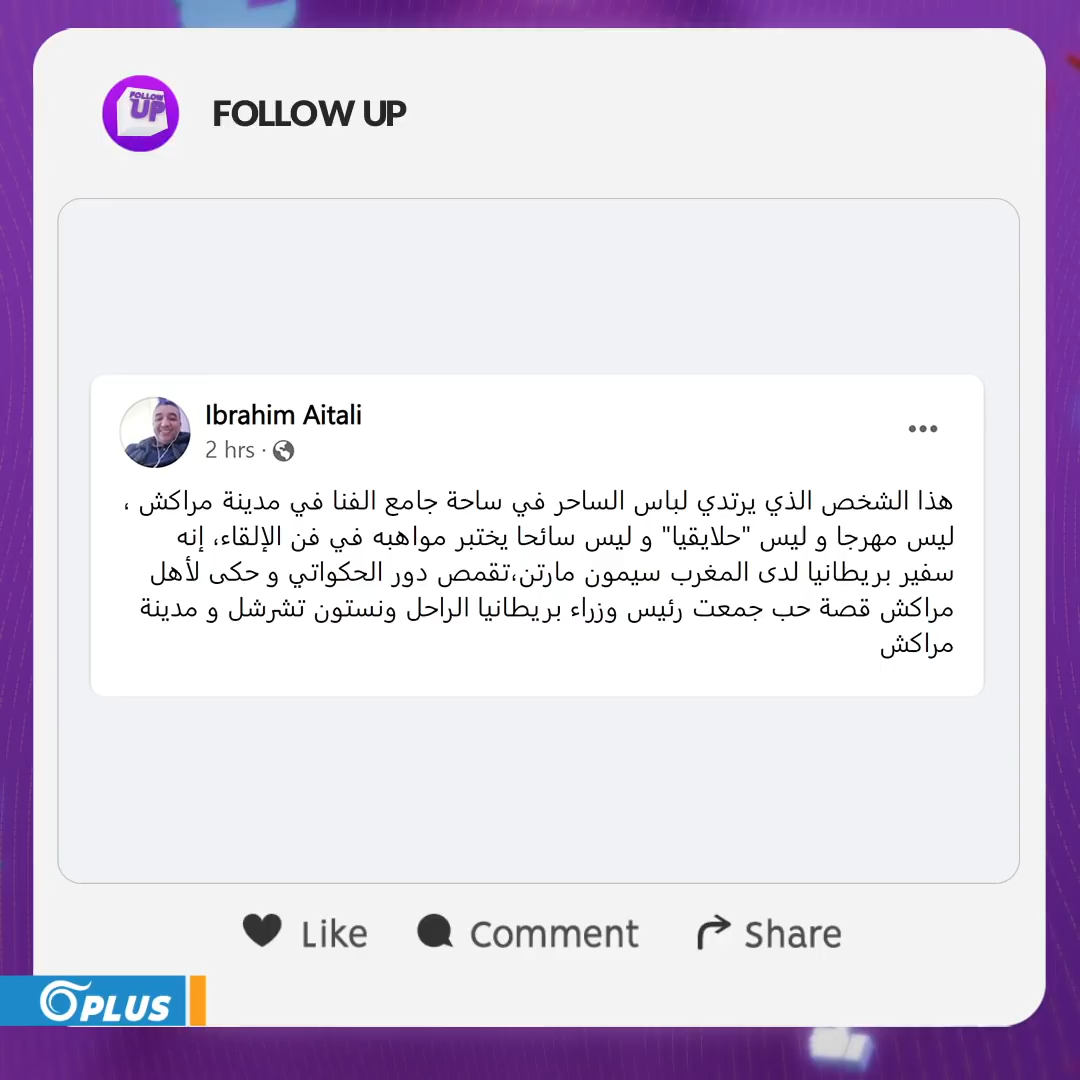 FOLLOW UP
FOLLOW UP
Ibrahim Aitali
2 hrs ·
هذا الشخص الذي يرتدي لباس الساحر في ساحة جامع الفنا في مدينة مراكش ،
ليس مهرجا و ليس "حلايقيا" و ليس سائحا يختبر مواهبه في فن الإلقاء، إنه
سفير بريطانيا لدى المغرب سيمون مارتن،تقمص دور الحكواتي و حكى لأهل
مراكش قصة حب جمعت رئيس وزراء بريطانيا الراحل ونستون تشرشل و مدينة
مراكش
Like Comment Share
PLUS